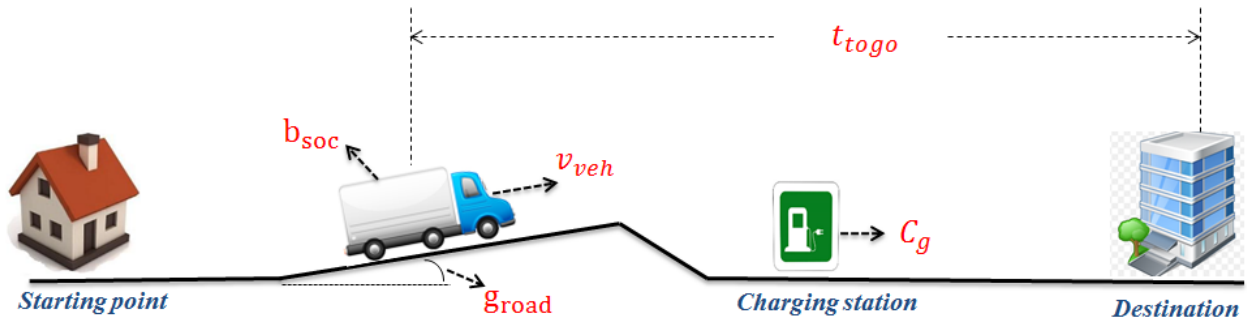 t_togo
b_soc
v_veh
C_g
g_road
Starting point
Charging station
Destination